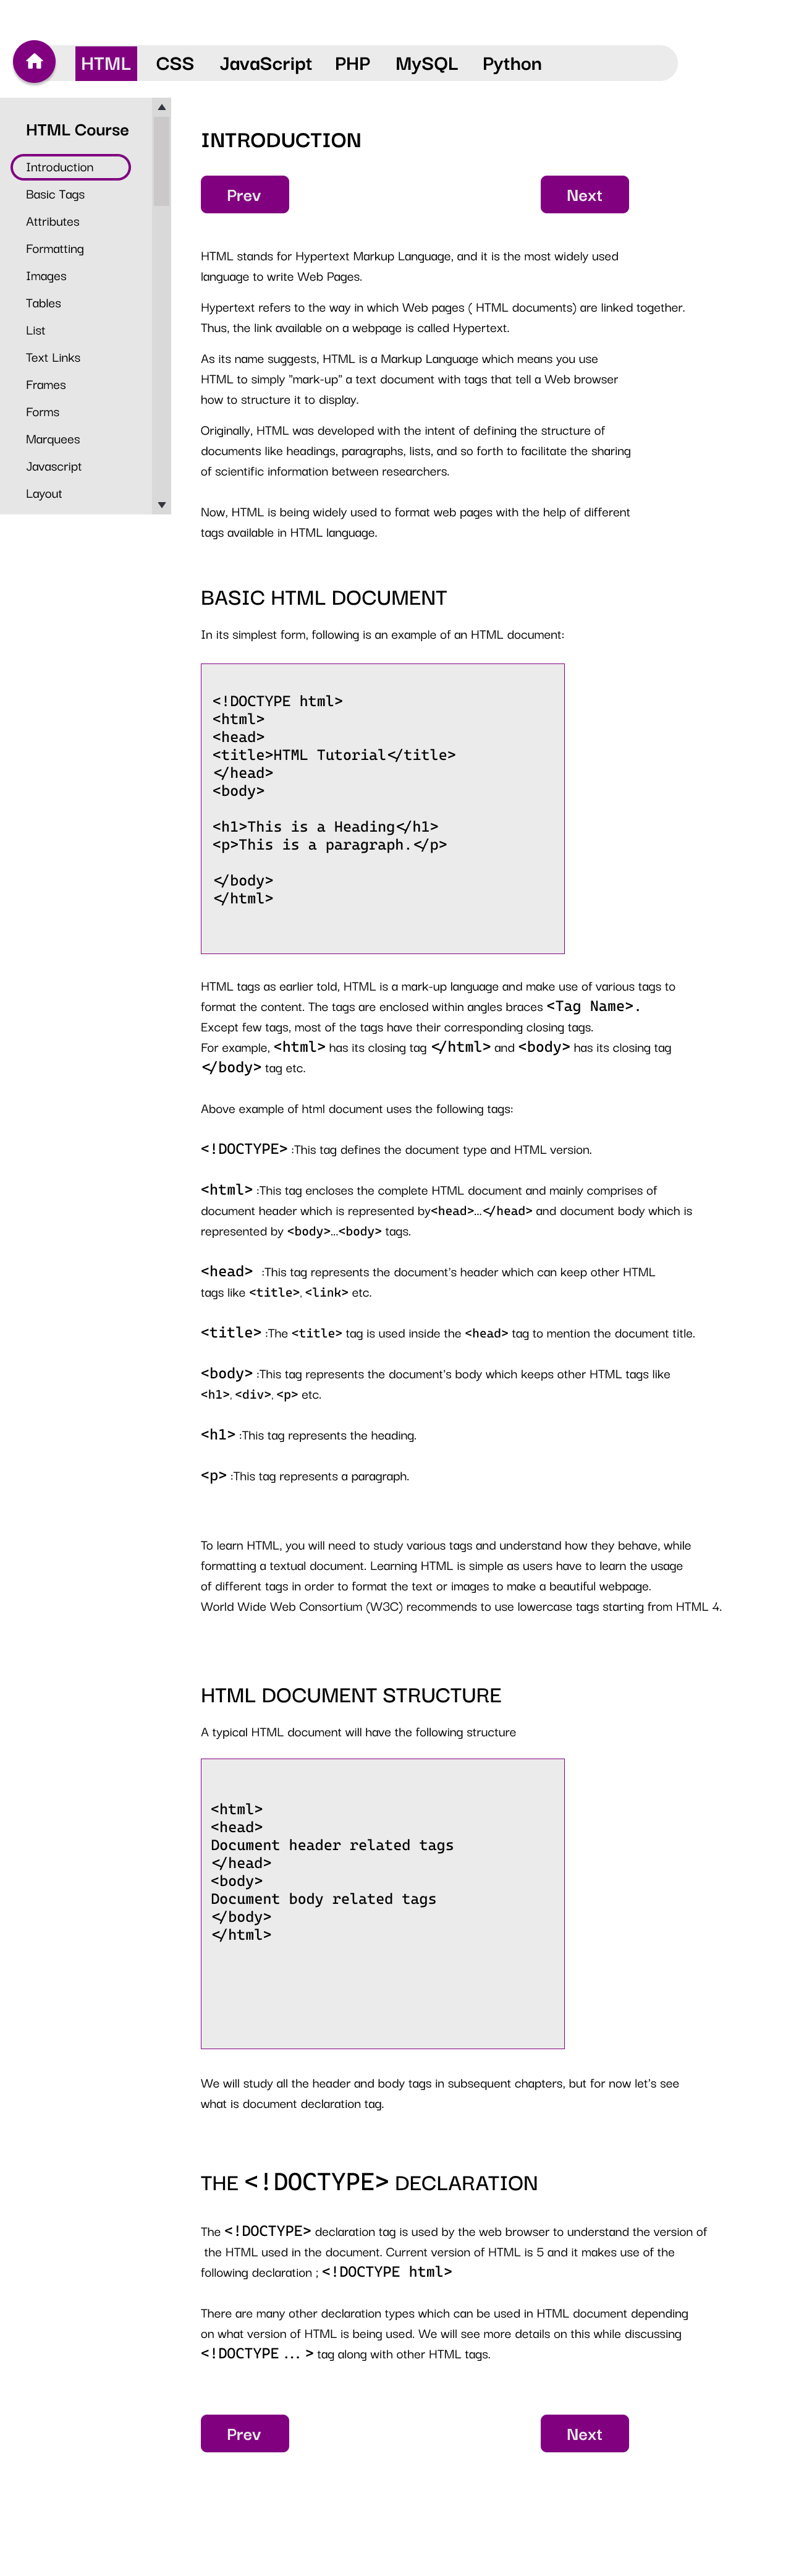 HTML CSS JavaScript PHP MySQL Python
HTML Course
Introduction
Basic Tags
Attributes
Formatting
Images
Tables
List
Text Links
Frames
Forms
Marquees
Javascript
Layout
INTRODUCTION
Prev Next
HTML stands for Hypertext Markup Language, and it is the most widely used
language to write Web Pages.
Hypertext refers to the way in which Web pages ( HTML documents) are linked together.
Thus, the link available on a webpage is called Hypertext.
As its name suggests, HTML is a Markup Language which means you use
HTML to simply "mark-up" a text document with tags that tell a Web browser
how to structure it to display.
Originally, HTML was developed with the intent of defining the structure of
documents like headings, paragraphs, lists, and so forth to facilitate the sharing
of scientific information between researchers.
Now, HTML is being widely used to format web pages with the help of different
tags available in HTML language.
BASIC HTML DOCUMENT
In its simplest form, following is an example of an HTML document:
<!DOCTYPE html>
<html>
<head>
<title>HTML Tutorial</title>
</head>
<body>
<h1>This is a Heading</h1>
<p>This is a paragraph.</p>
</body>
</html>
HTML tags as earlier told, HTML is a mark-up language and make use of various tags to
format the content. The tags are enclosed within angles braces <Tag Name>.
Except few tags, most of the tags have their corresponding closing tags.
For example, <html> has its closing tag </html> and <body> has its closing tag
</body> tag etc.
Above example of html document uses the following tags:
<!DOCTYPE> :This tag defines the document type and HTML version.
<html> :This tag encloses the complete HTML document and mainly comprises of
document header which is represented by<head>...</head> and document body which is
represented by <body>...<body> tags.
<head> :This tag represents the document's header which can keep other HTML
tags like <title>, <link> etc.
<title> :The <title> tag is used inside the <head> tag to mention the document title.
<body> :This tag represents the document's body which keeps other HTML tags like
<h1>, <div>, <p> etc.
<h1> :This tag represents the heading.
<p> :This tag represents a paragraph.
To learn HTML, you will need to study various tags and understand how they behave, while
formatting a textual document. Learning HTML is simple as users have to learn the usage
of different tags in order to format the text or images to make a beautiful webpage.
World Wide Web Consortium (W3C) recommends to use lowercase tags starting from HTML 4.
HTML DOCUMENT STRUCTURE
A typical HTML document will have the following structure
<html>
<head>
Document header related tags
</head>
<body>
Document body related tags
</body>
</html>
We will study all the header and body tags in subsequent chapters, but for now let's see
what is document declaration tag.
THE <!DOCTYPE> DECLARATION
The <!DOCTYPE> declaration tag is used by the web browser to understand the version of
the HTML used in the document. Current version of HTML is 5 and it makes use of the
following declaration ; <!DOCTYPE html>
There are many other declaration types which can be used in HTML document depending
on what version of HTML is being used. We will see more details on this while discussing
<!DOCTYPE ... > tag along with other HTML tags.
Prev Next